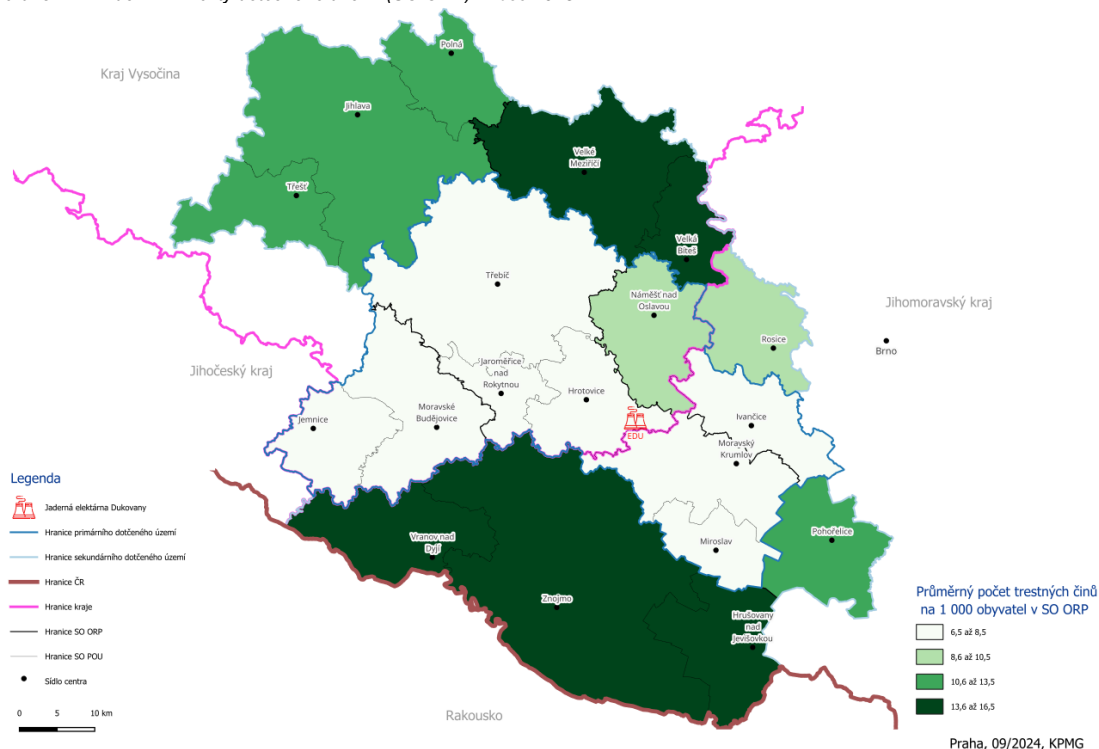 Kraj Vysočina
Polná
Jihlava
Třešť
Velké
Meziříčí
Velká
Bíteš
Třebíč
Náměšť nad
Oslavou
Jihomoravský kraj
Rosice
Brno
Jihočeský kraj
Jaroměřice
nad
Rokytnou
Hrotovice
Moravské
Budějovice
Jemnice
EDU
Ivančice
Moravský
Krumlov
Pohořelice
Miroslav
Vranov nad
Dyjí
Znojmo
Hrušovany
nad
Jevišovkou
Rakousko
Legenda
Jaderná elektárna Dukovany
Hranice primárního dotčeného území
Hranice sekundárního dotčeného území
Hranice ČR
Hranice kraje
Hranice SO ORP
Hranice SO POU
Sídlo centra
0 5 10 km
Průměrný počet trestných činů
na 1 000 obyvatel v SO ORP
6,5 až 8,5
8,6 až 10,5
10,6 až 13,5
13,6 až 16,5
Praha, 09/2024, KPMG